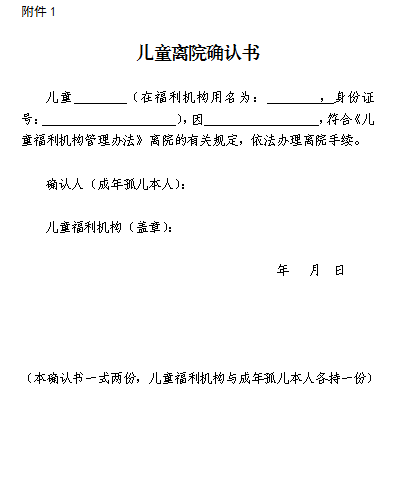 附件 1
儿童离院确认书
儿童________（在福利机构用名为：________，身份证
号：____________________），因_________________，符合《儿
童福利机构管理办法》离院的有关规定，依法办理离院手续。
确认人（成年孤儿本人）：
儿童福利机构（盖章）：
年 月 日
（本确认书一式两份，儿童福利机构与成年孤儿本人各持一份）